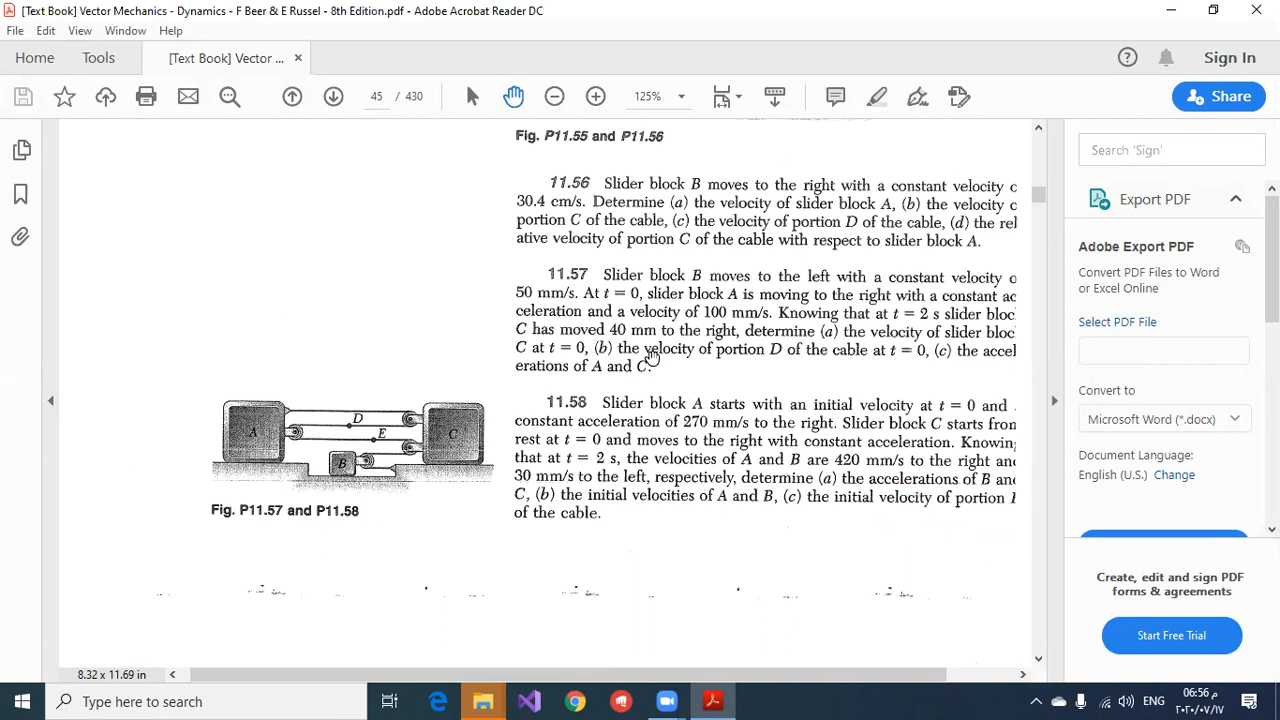 [Text Book] Vector Mechanics - Dynamics - F Beer & E Russel - 8th Edition.pdf - Adobe Acrobat Reader DC
File Edit View Window Help
Home Tools [Text Book] Vector ... ×
Sign In
45 / 430
125%
Share
Fig. P11.55 and P11.56
11.56 Slider block B moves to the right with a constant velocity
30.4 cm/s. Determine (a) the velocity of slider block A, (b) the velocity
portion C of the cable, (c) the velocity of portion D of the cable, (d) the rel
ative velocity of portion C of the cable with respect to slider block A.
11.57 Slider block B moves to the left with a constant velocity
50 mm/s. At t = 0, slider block A is moving to the right with a constant ac
celeration and a velocity of 100 mm/s. Knowing that at t = 2 s slider bloc
C has moved 40 mm to the right, determine (a) the velocity of slider bloc
C at t = 0, (b) the velocity of portion D of the cable at t = 0, (c) the accel
erations of A and C.
11.58 Slider block A starts with an initial velocity at t = 0 and
constant acceleration of 270 mm/s to the right. Slider block C starts fron
rest at t = 0 and moves to the right with constant acceleration. Knowing
that at t = 2 s, the velocities of A and B are 420 mm/s to the right and
30 mm/s to the left, respectively, determine (a) the accelerations of B and
C, (b) the initial velocities of A and B, (c) the initial velocity of portion
of the cable.
A D E B C
Fig. P11.57 and P11.58
8.32 x 11.69 in
Search 'Sign'
Export PDF
Adobe Export PDF
Convert PDF Files to Word
or Excel Online
Select PDF File
Convert to
Microsoft Word (*.docx)
Document Language:
English (U.S.) Change
Create, edit and sign PDF
forms & agreements
Start Free Trial
Type here to search
ENG
06:56 م
٢٠٢٠/٠٧/١٧